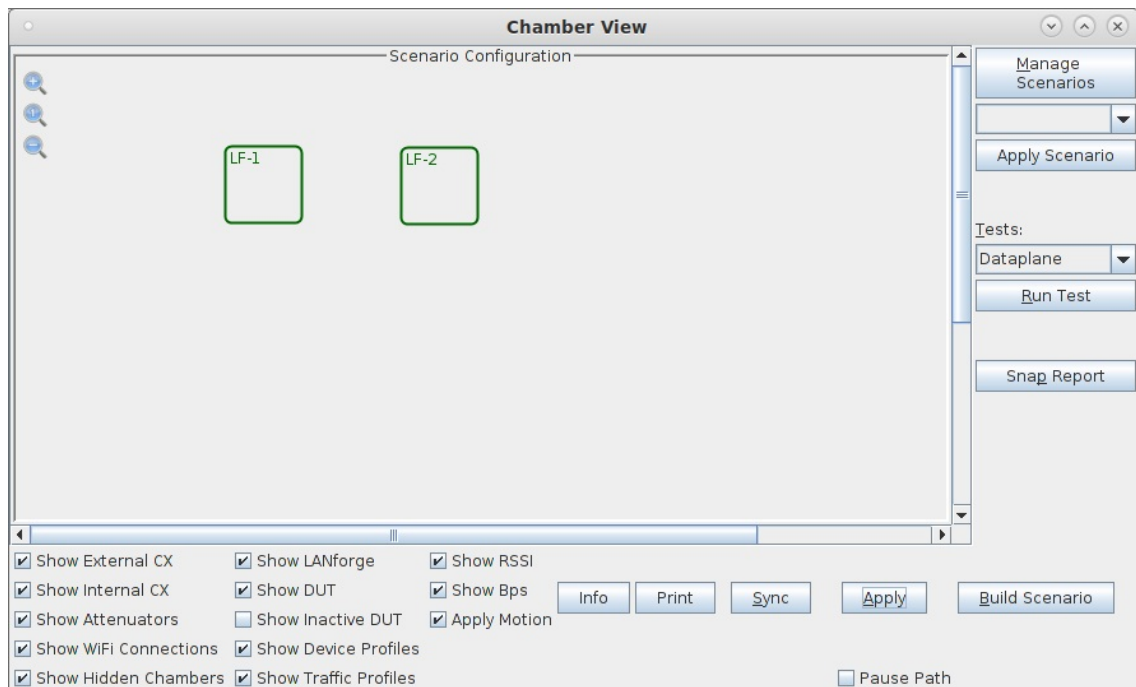 Chamber View
Scenario Configuration
Manage
Scenarios
LF-1
LF-2
Apply Scenario
Tests:
Dataplane
Run Test
Snap Report
Show External CX
Show LANforge
Show RSSI
Show Internal CX
Show DUT
Show Bps
Info
Print
Sync
Apply
Build Scenario
Show Attenuators
Show Inactive DUT
Apply Motion
Show WiFi Connections
Show Device Profiles
Show Hidden Chambers
Show Traffic Profiles
Pause Path